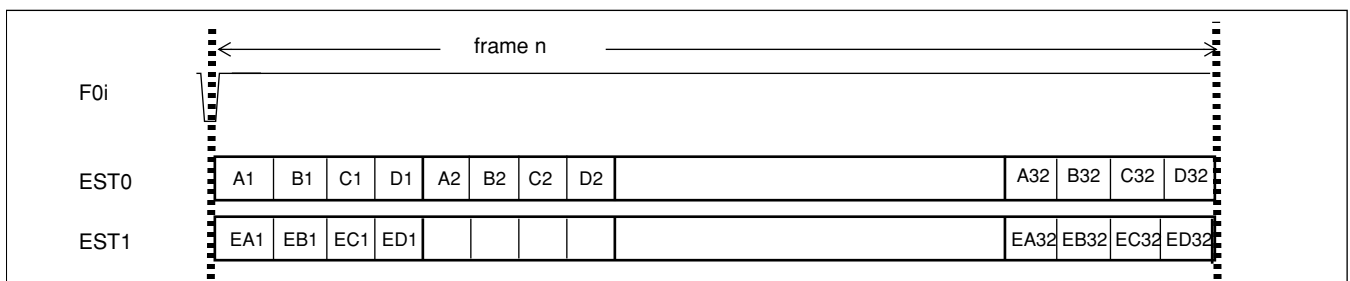 frame n
F0i
EST0 A1 B1 C1 D1 A2 B2 C2 D2 A32 B32 C32 D32
EST1 EA1 EB1 EC1 ED1 EA32 EB32 EC32 ED32